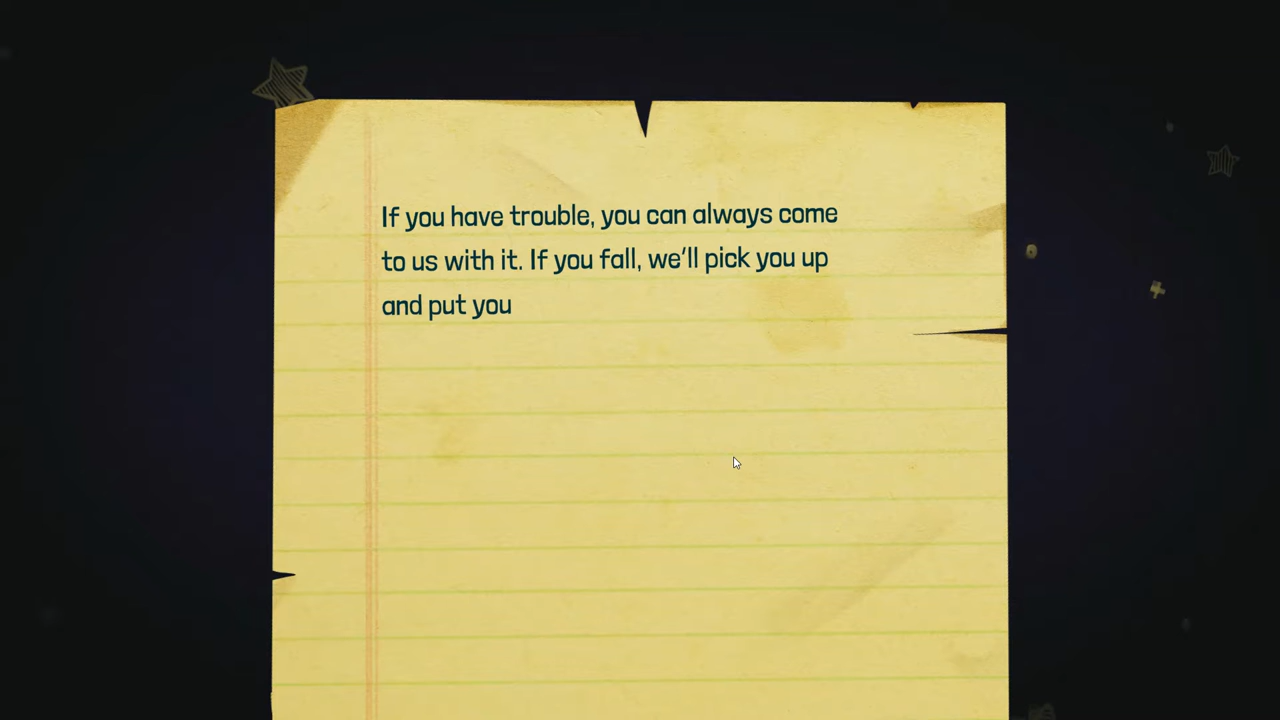 If you have trouble, you can always come
to us with it. If you fall, we'll pick you up
and put you